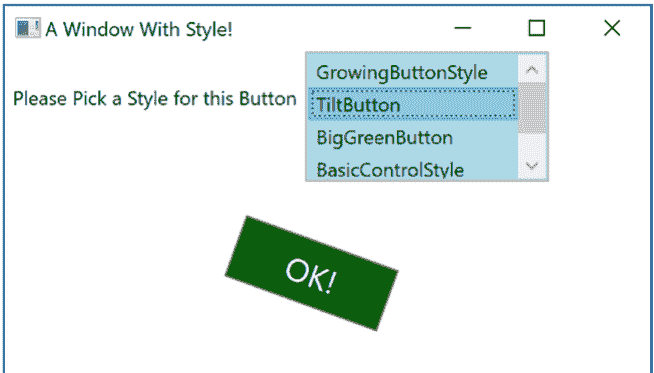 A Window With Style!
Please Pick a Style for this Button
GrowingButtonStyle
TiltButton
BigGreenButton
BasicControlStyle
OK!